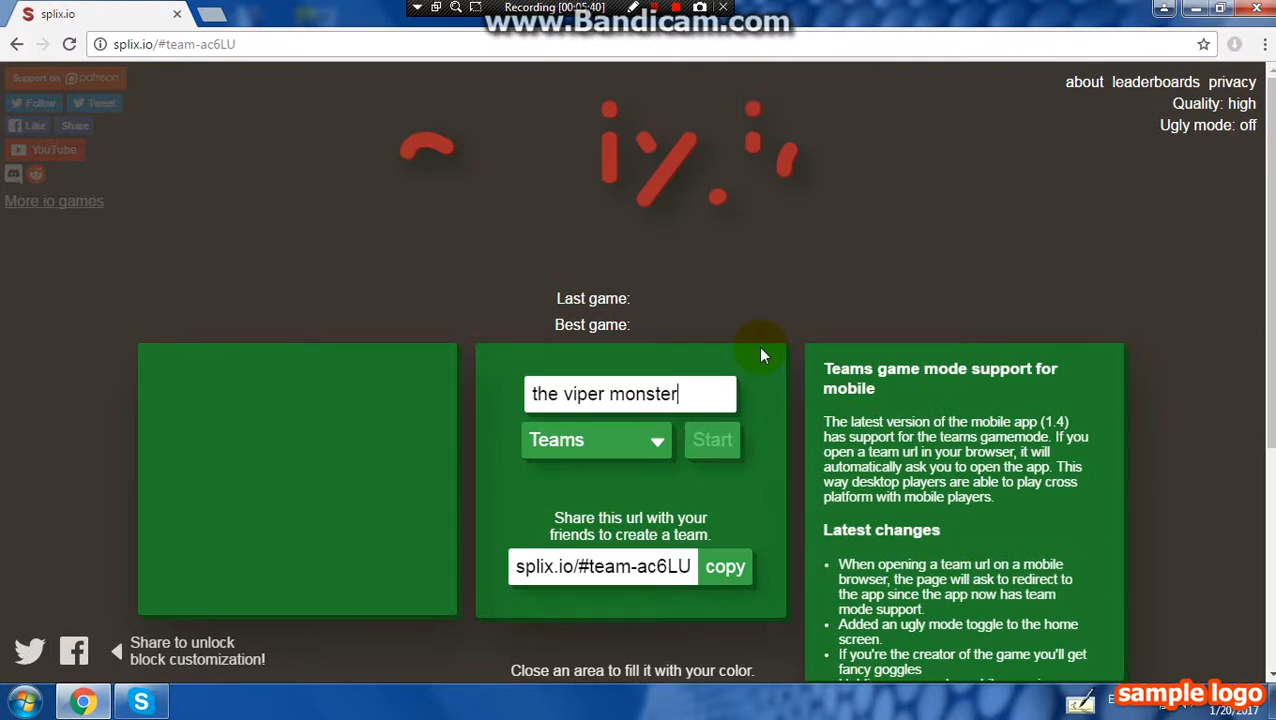 Recording [00:05:40]
www.Bandicam.com
splix.io
splix.io/#team-ac6LU
Support on patreon
Follow Tweet
Like Share
YouTube
More io games
about leaderboards privacy
Quality: high
Ugly mode: off
Last game:
Best game:
the viper monster
Teams Start
Share this url with your
friends to create a team.
splix.io/#team-ac6LU copy
Teams game mode support for
mobile
The latest version of the mobile app (1.4)
has support for the teams gamemode. If you
open a team url in your browser, it will
automatically ask you to open the app. This
way desktop players are able to play cross
platform with mobile players.
Latest changes
When opening a team url on a mobile
browser, the page will ask to redirect to
the app since the app now has team
mode support.
Added an ugly mode toggle to the home
screen.
If you're the creator of the game you'll get
fancy goggles
Share to unlock
block customization!
Close an area to fill it with your color.
sample logo
1/20/2017